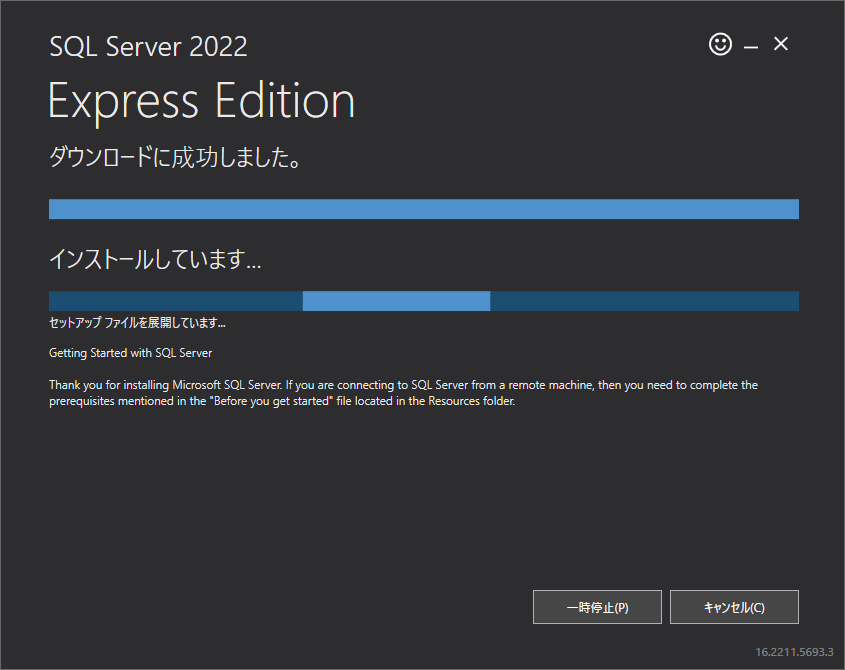 SQL Server 2022
Express Edition
ダウンロードに成功しました。
インストールしています...
セットアップ ファイルを展開しています...
Getting Started with SQL Server
Thank you for installing Microsoft SQL Server. If you are connecting to SQL Server from a remote machine, then you need to complete the
prerequisites mentioned in the "Before you get started" file located in the Resources folder.
一時停止(P)
キャンセル(C)
16.2211.5693.3